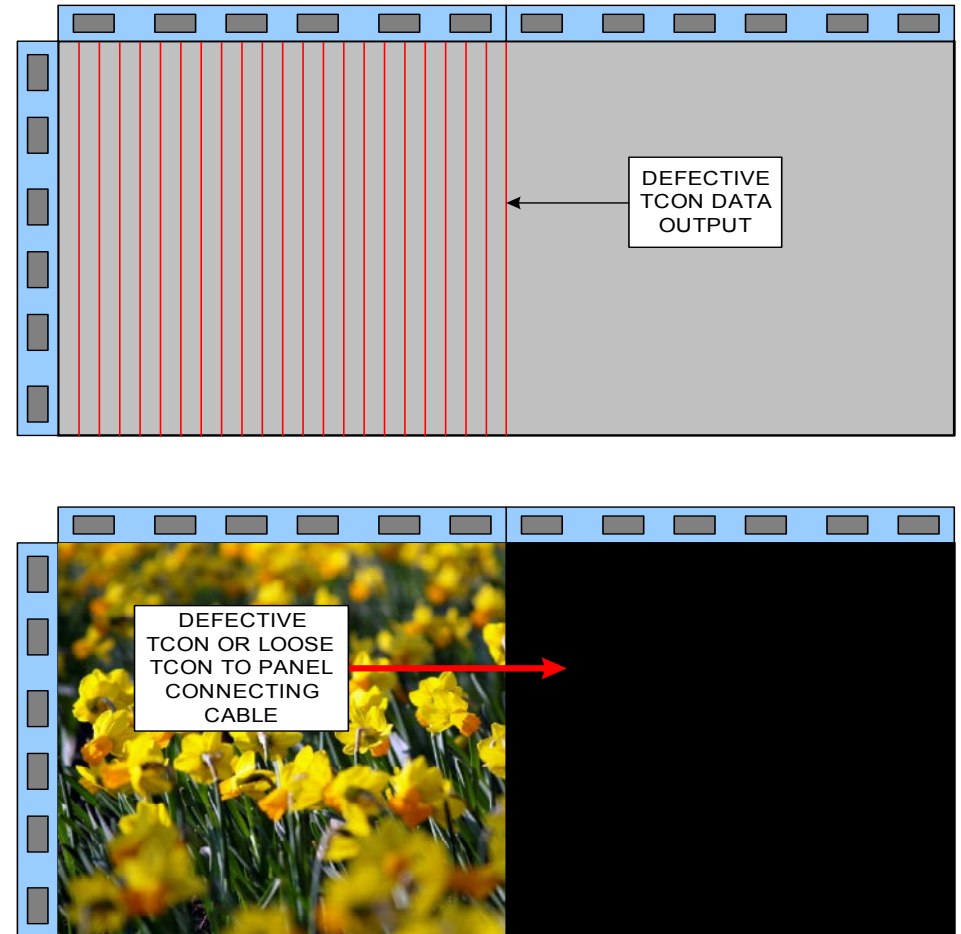 DEFECTIVE
TCON DATA
OUTPUT
DEFECTIVE
TCON OR LOOSE
TCON TO PANEL
CONNECTING
CABLE